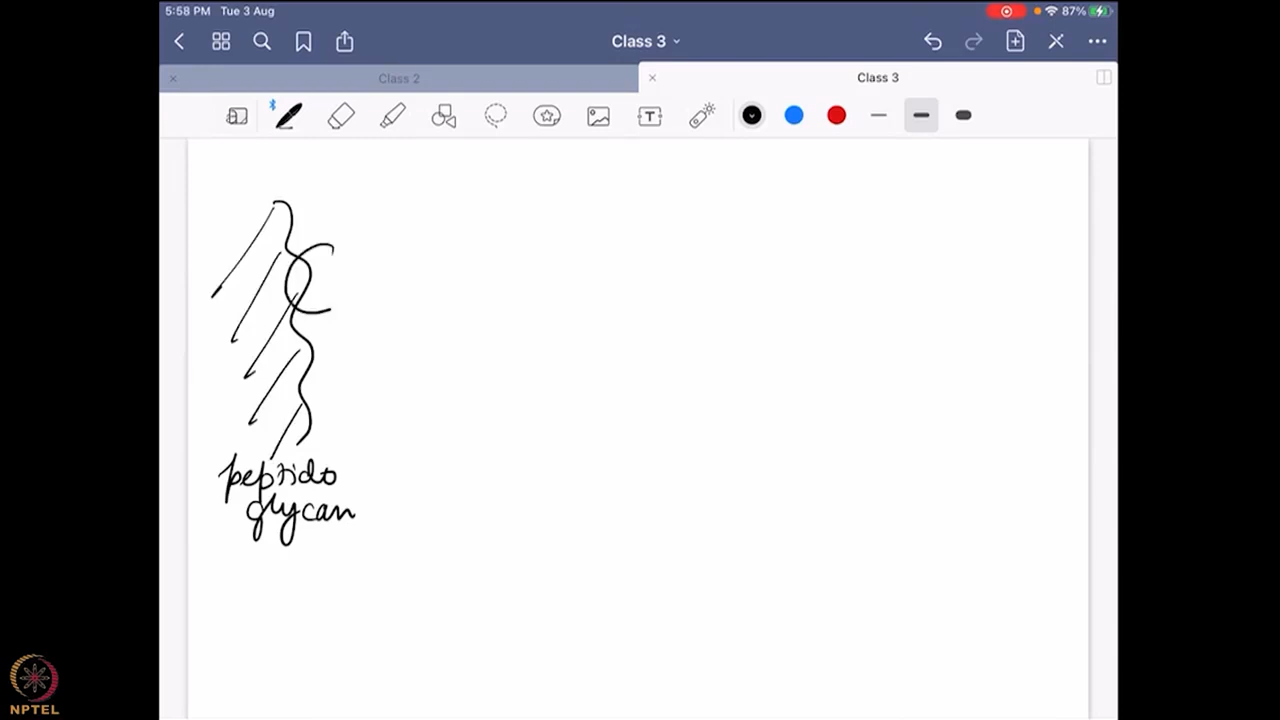 5:58 PM Tue 3 Aug 87%
Class 3
Class 2 Class 3
T
peptido
glycan
NPTEL